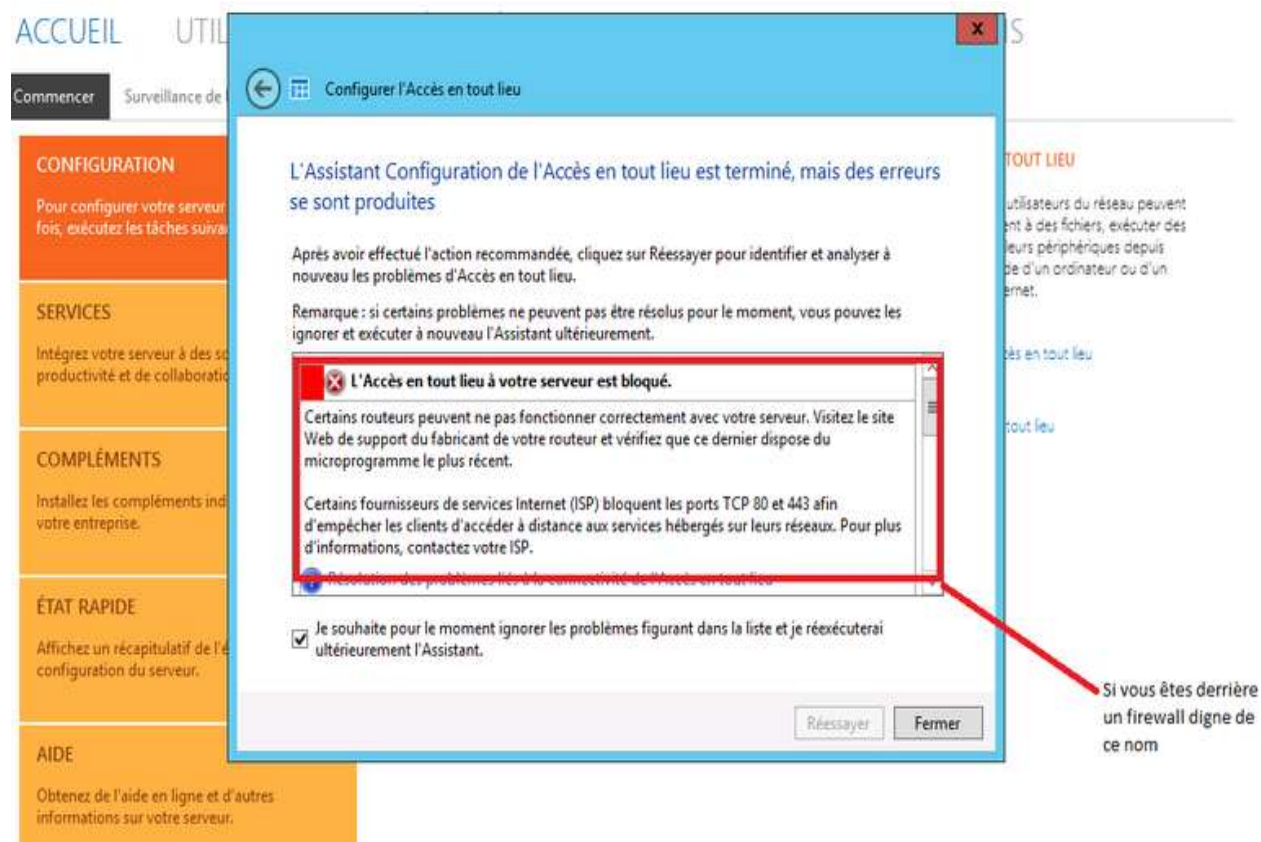 ACCUEIL UTIL
S
Commencer Surveillance de
Configurer l'Accès en tout lieu
x
CONFIGURATION
Pour configurer votre serveur
fois, exécutez les tâches
SERVICES
Intégrez votre serveur à des
productivité et de
COMPLÉMENTS
Installez les compléments
votre entreprise.
ÉTAT RAPIDE
Affichez un récapitulatif de
configuration du serveur.
AIDE
Obtenez de l'aide en ligne et d'autres
informations sur votre serveur.
L'Assistant Configuration de l'Accès en tout lieu est terminé, mais des erreurs
se sont produites
Après avoir effectué l'action recommandée, cliquez sur Réessayer pour identifier et analyser à
nouveau les problèmes d'Accès en tout lieu.
Remarque : si certains problèmes ne peuvent pas être résolus pour le moment, vous pouvez les
ignorer et exécuter à nouveau l'Assistant ultérieurement.
L'Accès en tout lieu à votre serveur est bloqué.
Certains routeurs peuvent ne pas fonctionner correctement avec votre serveur. Visitez le site
Web de support du fabricant de votre routeur et vérifiez que ce dernier dispose du
microprogramme le plus récent.
Certains fournisseurs de services Internet (ISP) bloquent les ports TCP 80 et 443 afin
d'empêcher les clients d'accéder à distance aux services hébergés sur leurs réseaux. Pour plus
d'informations, contactez votre ISP.
Résolution des problèmes liés à la connectivité de l'Accès en tout lieu
Je souhaite pour le moment ignorer les problèmes figurant dans la liste et je réexécuterai
ultérieurement l'Assistant.
Réessayer Fermer
TOUT LIEU
utilisateurs du réseau peuvent
à des fichiers, exécuter des
leurs périphériques depuis
de d'un ordinateur ou d'un
ernet.
ès en tout lieu
tout lieu
Si vous êtes derrière
un firewall digne de
ce nom